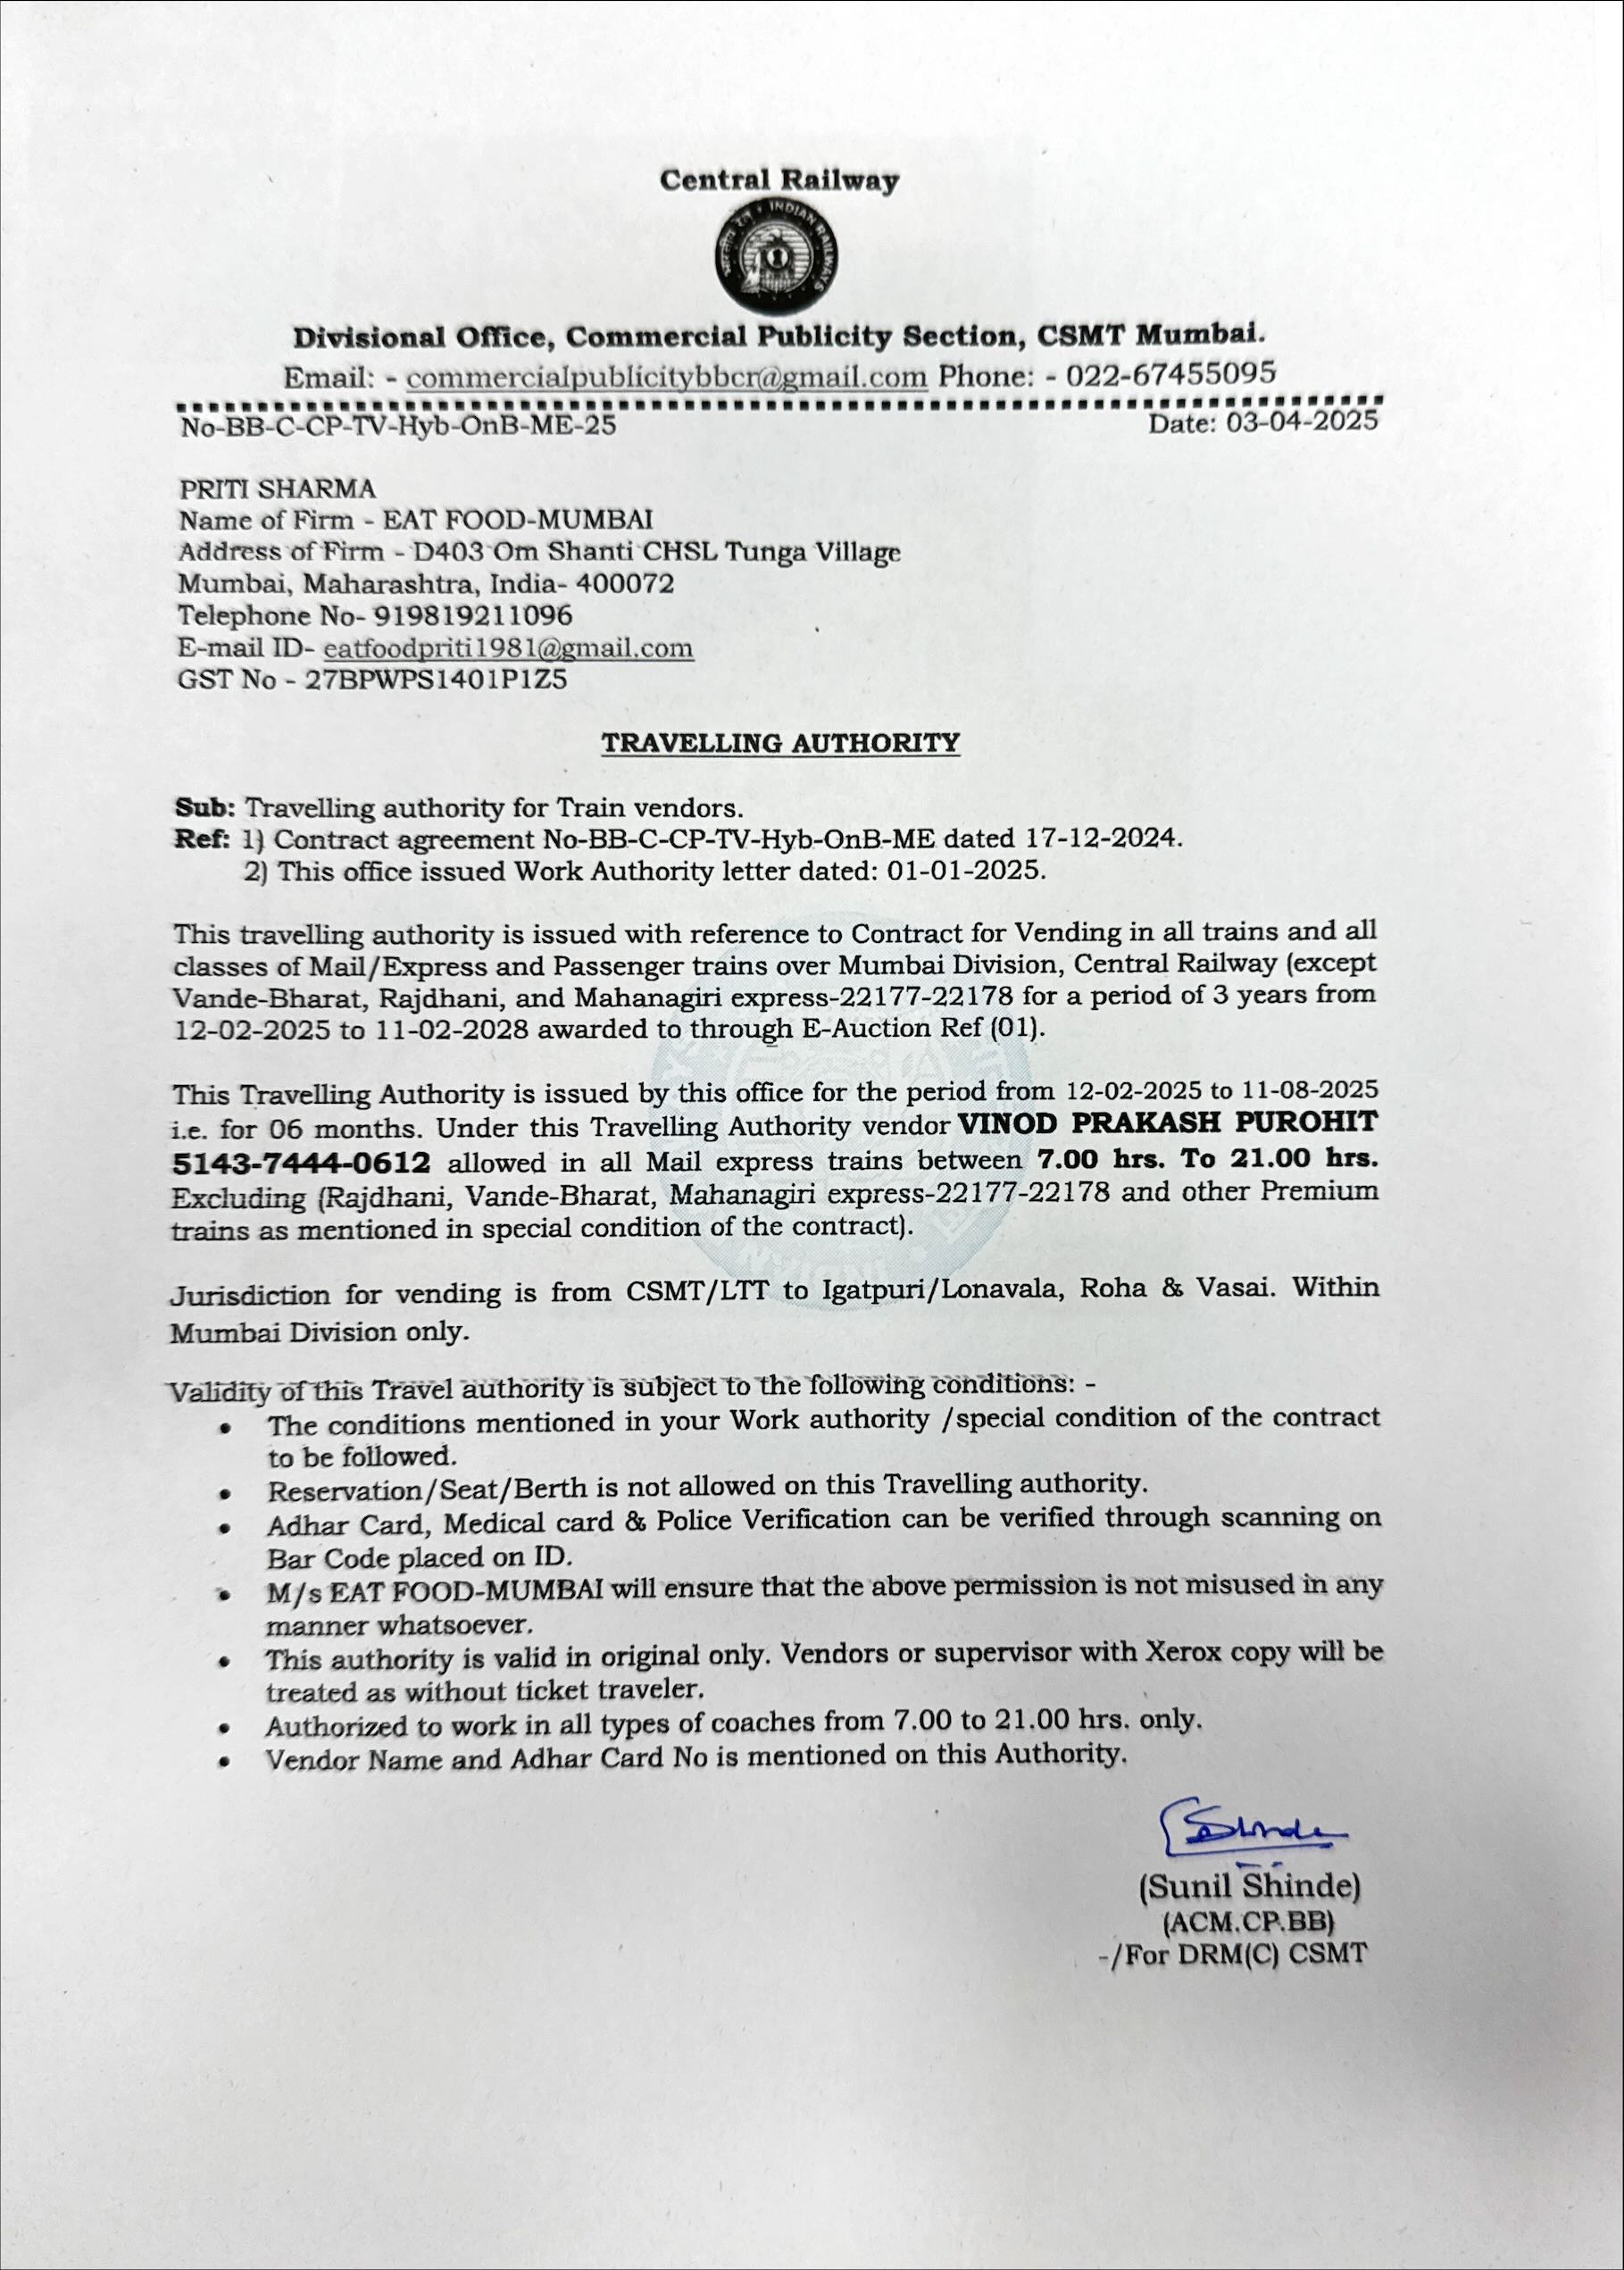 Central Railway
भारतीय रेल • INDIAN RAILWAYS
Divisional Office, Commercial Publicity Section, CSMT Mumbai.
Email: - commercialpublicitybbcr@gmail.com Phone: - 022-67455095
No-BB-C-CP-TV-Hyb-OnB-ME-25 Date: 03-04-2025
PRITI SHARMA
Name of Firm - EAT FOOD-MUMBAI
Address of Firm - D403 Om Shanti CHSL Tunga Village
Mumbai, Maharashtra, India- 400072
Telephone No- 919819211096
E-mail ID- eatfoodpriti1981@gmail.com
GST No - 27BPWPS1401P1Z5
TRAVELLING AUTHORITY
Sub: Travelling authority for Train vendors.
Ref: 1) Contract agreement No-BB-C-CP-TV-Hyb-OnB-ME dated 17-12-2024.
2) This office issued Work Authority letter dated: 01-01-2025.
This travelling authority is issued with reference to Contract for Vending in all trains and all
classes of Mail/Express and Passenger trains over Mumbai Division, Central Railway (except
Vande-Bharat, Rajdhani, and Mahanagiri express-22177-22178 for a period of 3 years from
12-02-2025 to 11-02-2028 awarded to through E-Auction Ref (01).
This Travelling Authority is issued by this office for the period from 12-02-2025 to 11-08-2025
i.e. for 06 months. Under this Travelling Authority vendor VINOD PRAKASH PUROHIT
5143-7444-0612 allowed in all Mail express trains between 7.00 hrs. To 21.00 hrs.
Excluding (Rajdhani, Vande-Bharat, Mahanagiri express-22177-22178 and other Premium
trains as mentioned in special condition of the contract).
Jurisdiction for vending is from CSMT/LTT to Igatpuri/Lonavala, Roha & Vasai. Within
Mumbai Division only.
Validity of this Travel authority is subject to the following conditions: -
• The conditions mentioned in your Work authority /special condition of the contract
to be followed.
• Reservation/Seat/Berth is not allowed on this Travelling authority.
• Adhar Card, Medical card & Police Verification can be verified through scanning on
Bar Code placed on ID.
• M/s EAT FOOD-MUMBAI will ensure that the above permission is not misused in any
manner whatsoever.
• This authority is valid in original only. Vendors or supervisor with Xerox copy will be
treated as without ticket traveler.
• Authorized to work in all types of coaches from 7.00 to 21.00 hrs. only.
• Vendor Name and Adhar Card No is mentioned on this Authority.
SShinde
(Sunil Shinde)
(ACM.CP.BB)
-/For DRM(C) CSMT